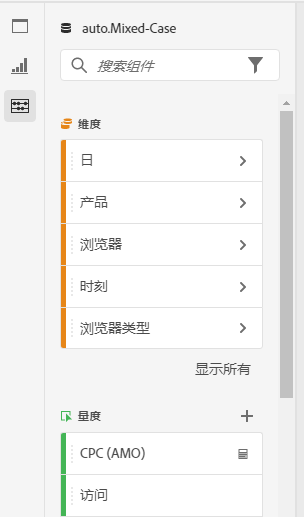 auto.Mixed-Case
搜索组件
维度
日
产品
浏览器
时刻
浏览器类型
显示所有
量度
CPC (AMO)
访问